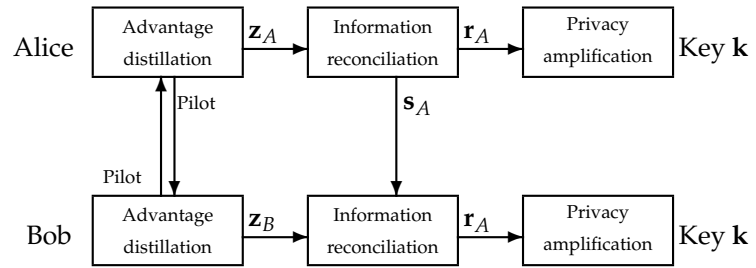 Alice
Advantage
distillation
z_A
Information
reconciliation
r_A
Privacy
amplification
Key k
Pilot
s_A
Pilot
Bob
Advantage
distillation
z_B
Information
reconciliation
r_A
Privacy
amplification
Key k